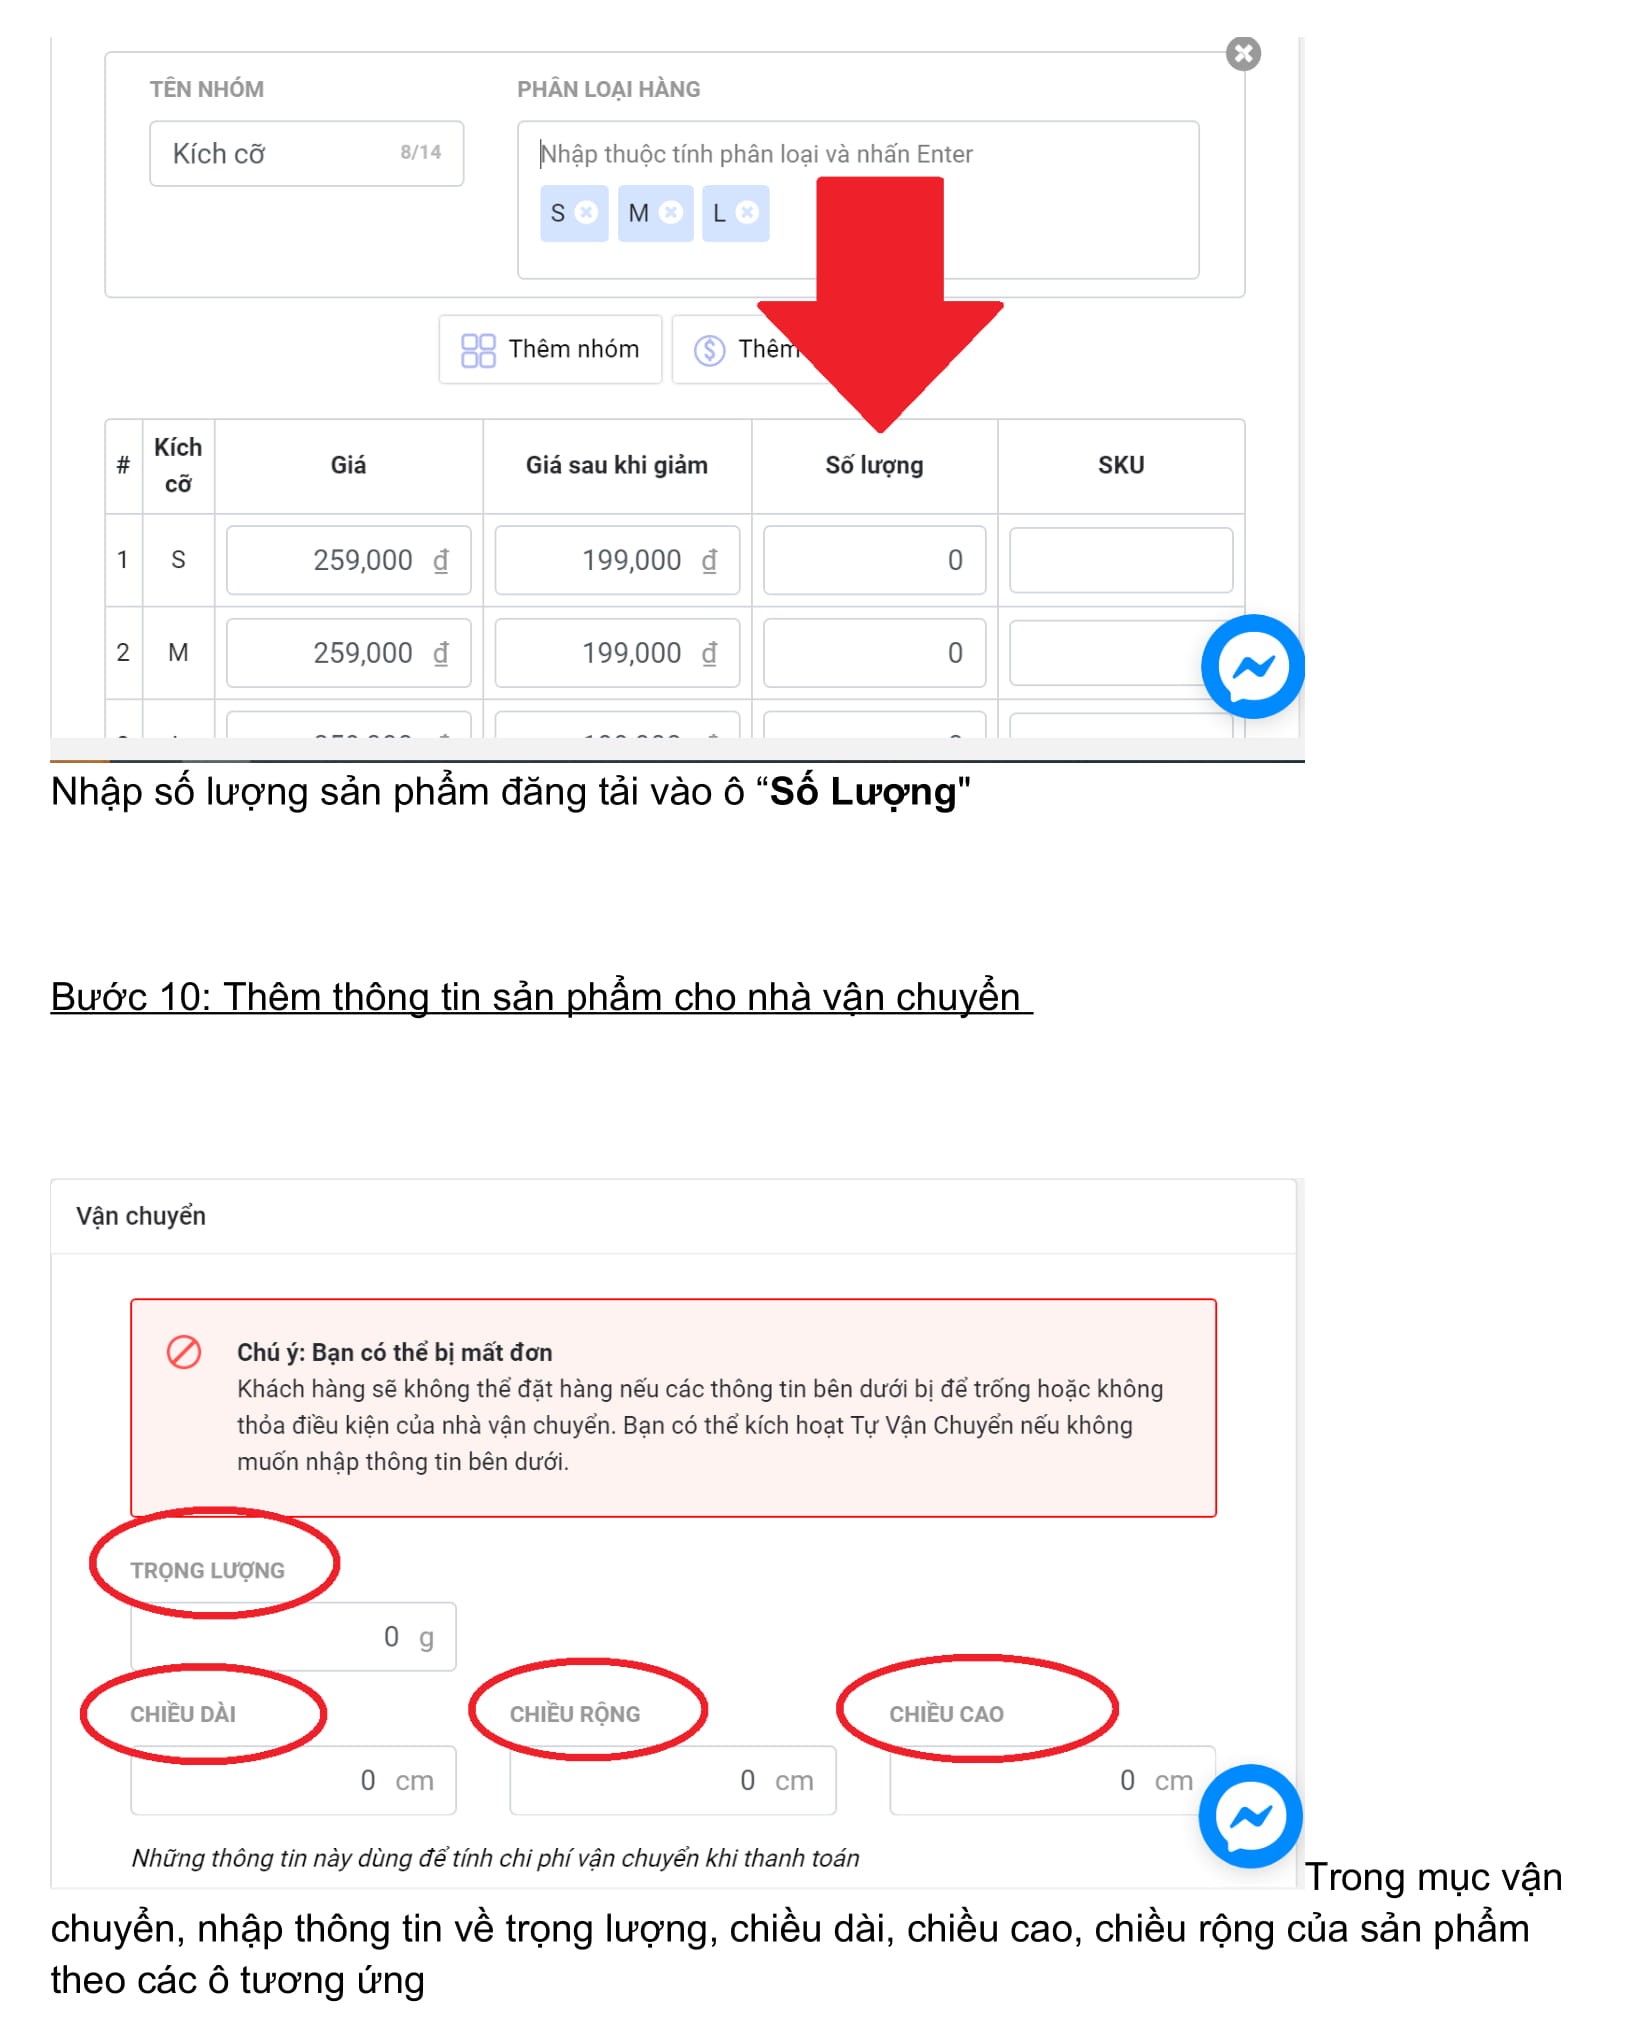 TÊN NHÓM
PHÂN LOẠI HÀNG
Kích cỡ 8/14
Nhập thuộc tính phân loại và nhấn Enter
S M L
Thêm nhóm
Thêm
# Kích cỡ Giá Giá sau khi giảm Số lượng SKU
1 S 259,000 đ 199,000 đ 0
2 M 259,000 đ 199,000 đ 0
Nhập số lượng sản phẩm đăng tải vào ô “Số Lượng"
Bước 10: Thêm thông tin sản phẩm cho nhà vận chuyển
Vận chuyển
Chú ý: Bạn có thể bị mất đơn
Khách hàng sẽ không thể đặt hàng nếu các thông tin bên dưới bị để trống hoặc không
thỏa điều kiện của nhà vận chuyển. Bạn có thể kích hoạt Tự Vận Chuyển nếu không
muốn nhập thông tin bên dưới.
TRỌNG LƯỢNG
0 g
CHIỀU DÀI CHIỀU RỘNG CHIỀU CAO
0 cm 0 cm 0 cm
Những thông tin này dùng để tính chi phí vận chuyển khi thanh toán
Trong mục vận
chuyển, nhập thông tin về trọng lượng, chiều dài, chiều cao, chiều rộng của sản phẩm
theo các ô tương ứng